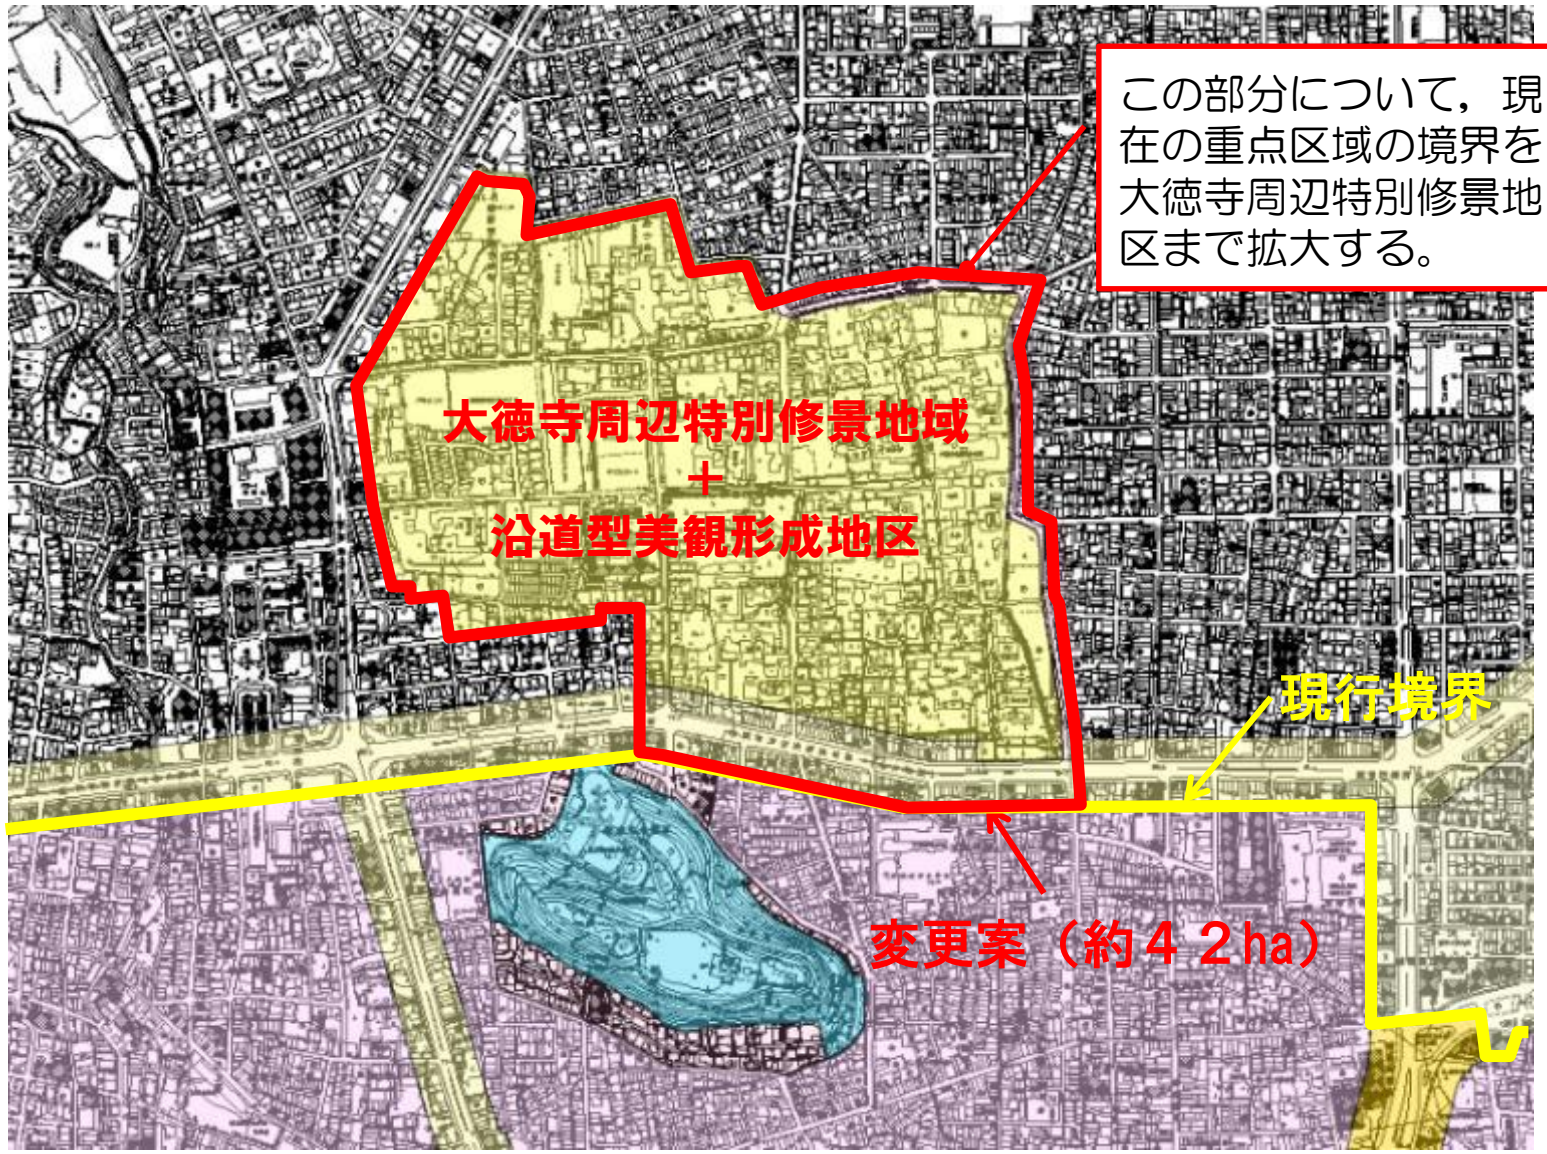 この部分について，現
在の重点区域の境界を
大徳寺周辺特別修景地
区まで拡大する。
大徳寺周辺特別修景地域
＋
沿道型美観形成地区
現行境界
変更案（約４２ha）